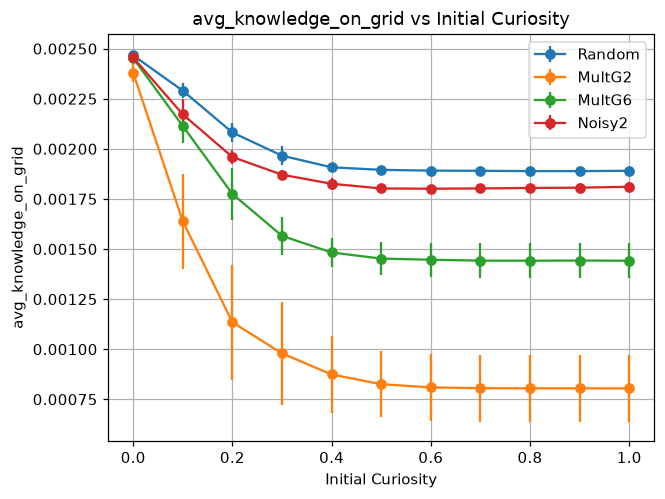 avg_knowledge_on_grid vs Initial Curiosity
Random
MultG2
MultG6
Noisy2
avg_knowledge_on_grid
0.00250
0.00225
0.00200
0.00175
0.00150
0.00125
0.00100
0.00075
0.0 0.2 0.4 0.6 0.8 1.0
Initial Curiosity